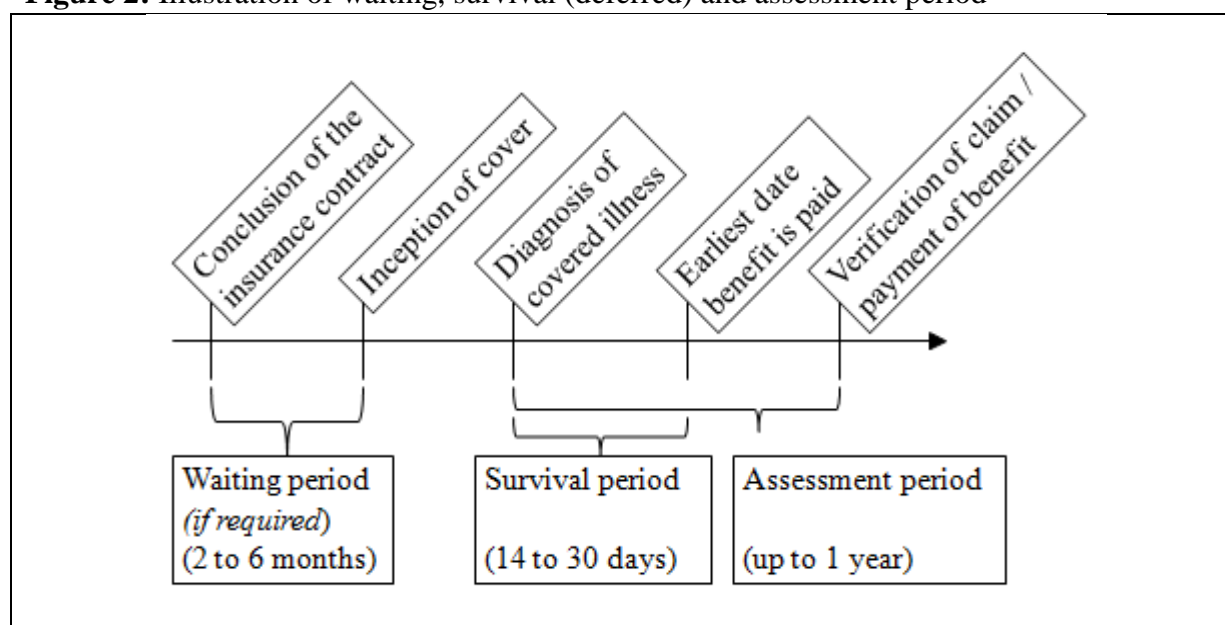 Figure 2: Illustration of waiting, survival (deferred) and assessment period
Conclusion of the
insurance contract
Inception of cover
Diagnosis of
covered illness
Earliest date
benefit is paid
Verification of claim /
payment of benefit
Waiting period
(if required)
(2 to 6 months)
Survival period
(14 to 30 days)
Assessment period
(up to 1 year)